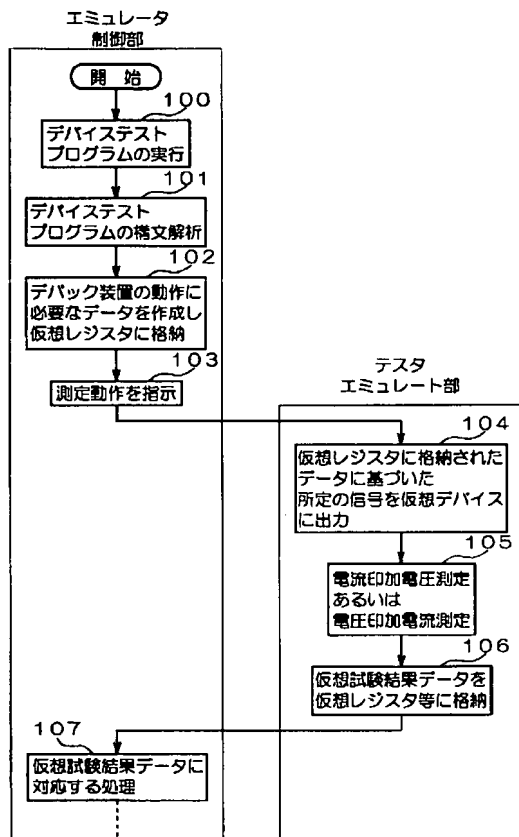 エミュレータ
制御部
開 始
100
デバイステスト
プログラムの実行
101
デバイステスト
プログラムの構文解析
102
デバック装置の動作に
必要なデータを作成し
仮想レジスタに格納
103
測定動作を指示
テスタ
エミュレート部
104
仮想レジスタに格納された
データに基づいた
所定の信号を仮想デバイス
に出力
105
電流印加電圧測定
あるいは
電圧印加電流測定
106
仮想試験結果データを
仮想レジスタ等に格納
107
仮想試験結果データに
対応する処理